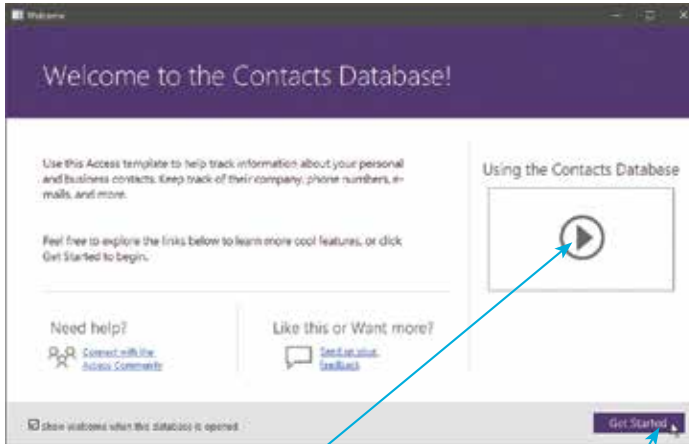 Welcome
Welcome to the Contacts Database!
Use this Access template to help track information about your personal
and business contacts. Keep track of their company, phone numbers, e-
mails, and more.
Feel free to explore the links below to learn more cool features, or click
Get Started to begin.
Using the Contacts Database
Need help?
Connect with the
Access Community
Like this or Want more?
Send us your
feedback
Show welcome when this database is opened
Get Started